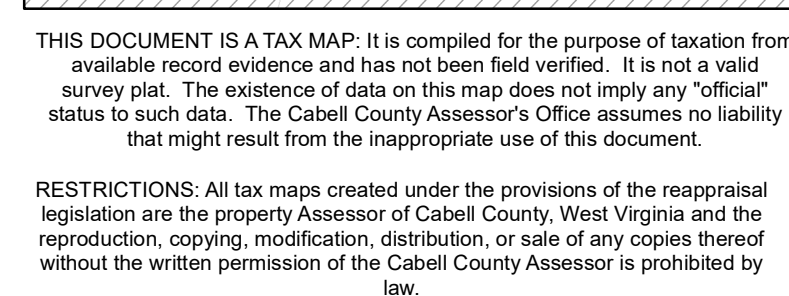 THIS DOCUMENT IS A TAX MAP: It is compiled for the purpose of taxation from
available record evidence and has not been field verified.  It is not a valid
survey plat.  The existence of data on this map does not imply any "official"
status to such data.  The Cabell County Assessor's Office assumes no liability
that might result from the inappropriate use of this document.
RESTRICTIONS: All tax maps created under the provisions of the reappraisal
legislation are the property Assessor of Cabell County, West Virginia and the
reproduction, copying, modification, distribution, or sale of any copies thereof
without the written permission of the Cabell County Assessor is prohibited by
law.